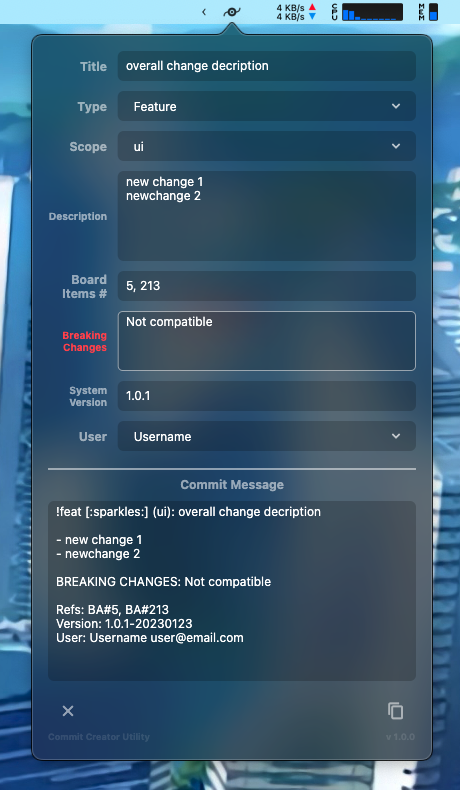 4 KB/s
4 KB/s
CPU
MEM
Title
overall change decription
Type
Feature
Scope
ui
Description
new change 1
newchange 2
Board
Items #
5, 213
Breaking
Changes
Not compatible
System
Version
1.0.1
User
Username
Commit Message
!feat [:sparkles:] (ui): overall change decription
- new change 1
- newchange 2
BREAKING CHANGES: Not compatible
Refs: BA#5, BA#213
Version: 1.0.1-20230123
User: Username user@email.com
Commit Creator Utility
v 1.0.0